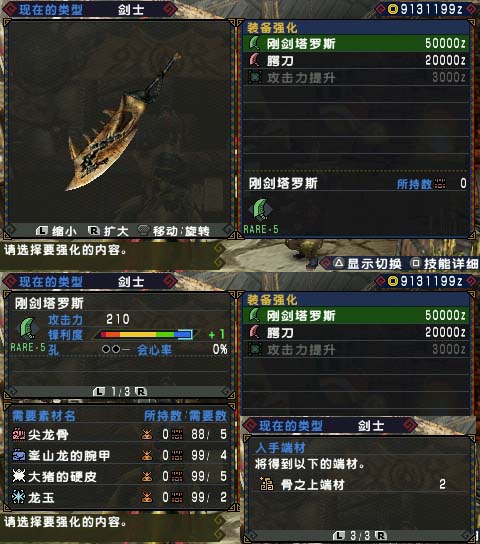 现在的类型 剑士
9131199z
装备强化
刚剑塔罗斯 50000z
腭刀 20000z
攻击力提升 3000z
刚剑塔罗斯 所持数 0
RARE-5
L 缩小 R 扩大 移动/旋转
请选择要强化的内容。
△显示切换 □技能详细
现在的类型 剑士
9131199z
刚剑塔罗斯
攻击力 210
锋利度 +1
RARE-5
孔 ●●— 会心率 0%
L 1/3 R
装备强化
刚剑塔罗斯 50000z
腭刀 20000z
攻击力提升 3000z
需要素材名 所持数/需要数
尖龙骨 0 88/ 5
峯山龙的腕甲 0 99/ 4
大猪的硬皮 0 99/ 5
龙玉 0 99/ 2
请选择要强化的内容。
现在的类型 剑士
入手端材
将得到以下的端材。
骨之上端材 2
L 3/3 R